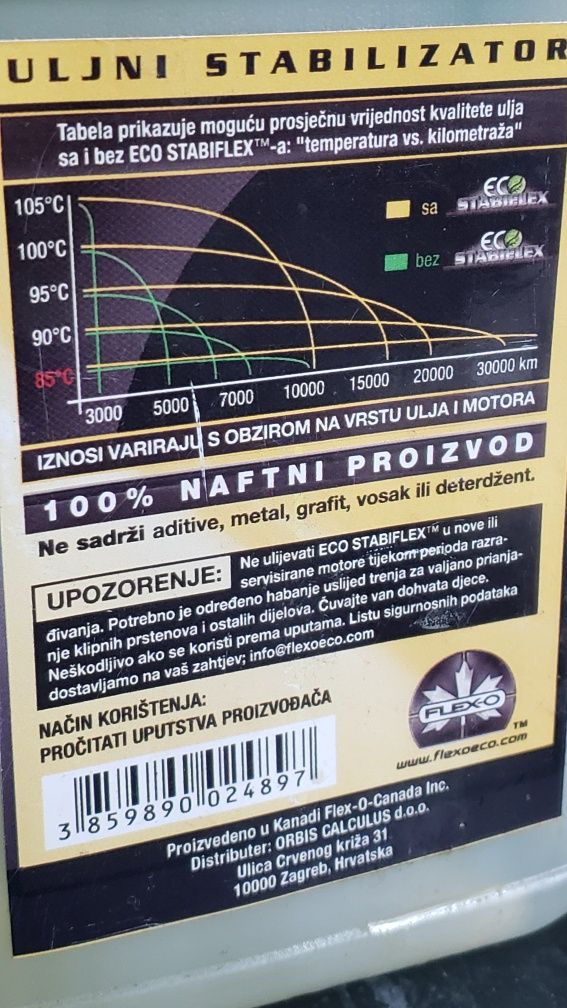 ULJNI STABILIZATOR
Tabela prikazuje moguću prosječnu vrijednost kvalitete ulja
sa i bez ECO STABIFLEX™-a: "temperatura vs. kilometraža"
105°C
100°C
95°C
90°C
85°C
sa ECO STABIFLEX
bez ECO STABIFLEX
3000 5000 7000 10000 15000 20000 30000 km
IZNOSI VARIRAJU S OBZIROM NA VRSTU ULJA I MOTORA
100% NAFTNI PROIZVOD
Ne sadrži aditive, metal, grafit, vosak ili deterdžent.
UPOZORENJE:
Ne ulijevati ECO STABIFLEX™ u nove ili
servisirane motore tijekom perioda razra-
đivanja. Potrebno je određeno habanje uslijed trenja za valjano prianja-
nje klipnih prstenova i ostalih dijelova. Čuvajte van dohvata djece.
Neškodljivo ako se koristi prema uputama. Listu sigurnosnih podataka
dostavljamo na vaš zahtjev; info@flexoeco.com
NAČIN KORIŠTENJA:
PROČITATI UPUTSTVA PROIZVOĐAČA
FLEX-O
™
www.flexoeco.com
3 859890 024897
Proizvedeno u Kanadi Flex-O-Canada Inc.
Distributer: ORBIS CALCULUS d.o.o.
Ulica Crvenog križa 31
10000 Zagreb, Hrvatska